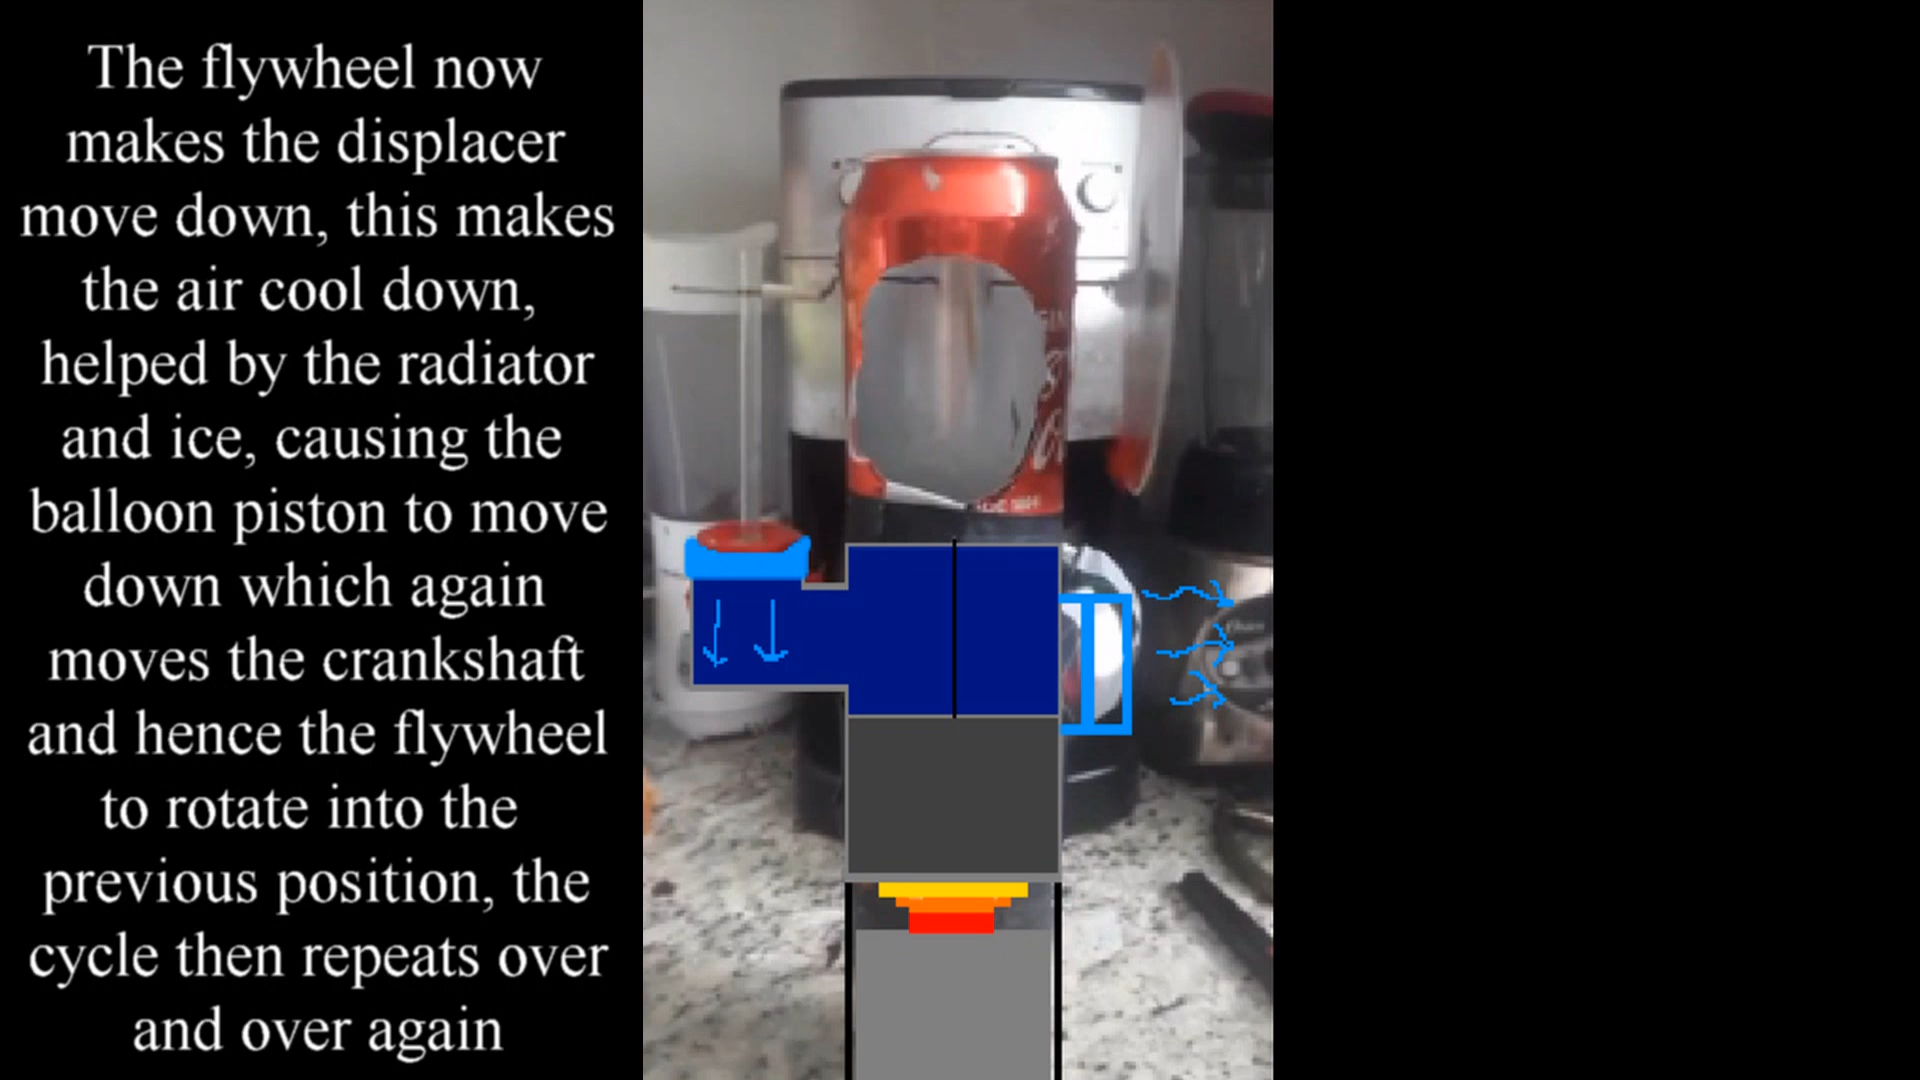 The flywheel now
makes the displacer
move down, this makes
the air cool down,
helped by the radiator
and ice, causing the
balloon piston to move
down which again
moves the crankshaft
and hence the flywheel
to rotate into the
previous position, the
cycle then repeats over
and over again